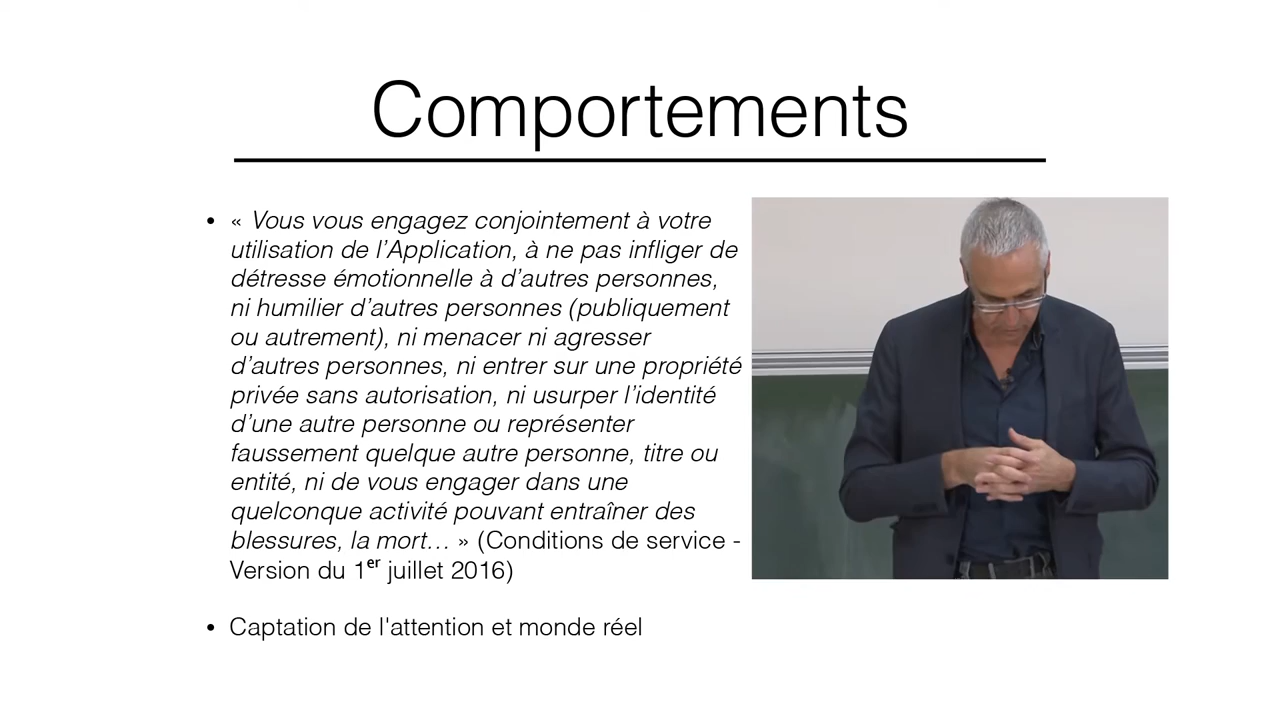 Comportements
• « Vous vous engagez conjointement à votre
utilisation de l’Application, à ne pas infliger de
détresse émotionnelle à d’autres personnes,
ni humilier d’autres personnes (publiquement
ou autrement), ni menacer ni agresser
d’autres personnes, ni entrer sur une propriété
privée sans autorisation, ni usurper l’identité
d’une autre personne ou représenter
faussement quelque autre personne, titre ou
entité, ni de vous engager dans une
quelconque activité pouvant entraîner des
blessures, la mort… » (Conditions de service -
Version du 1er juillet 2016)
• Captation de l'attention et monde réel